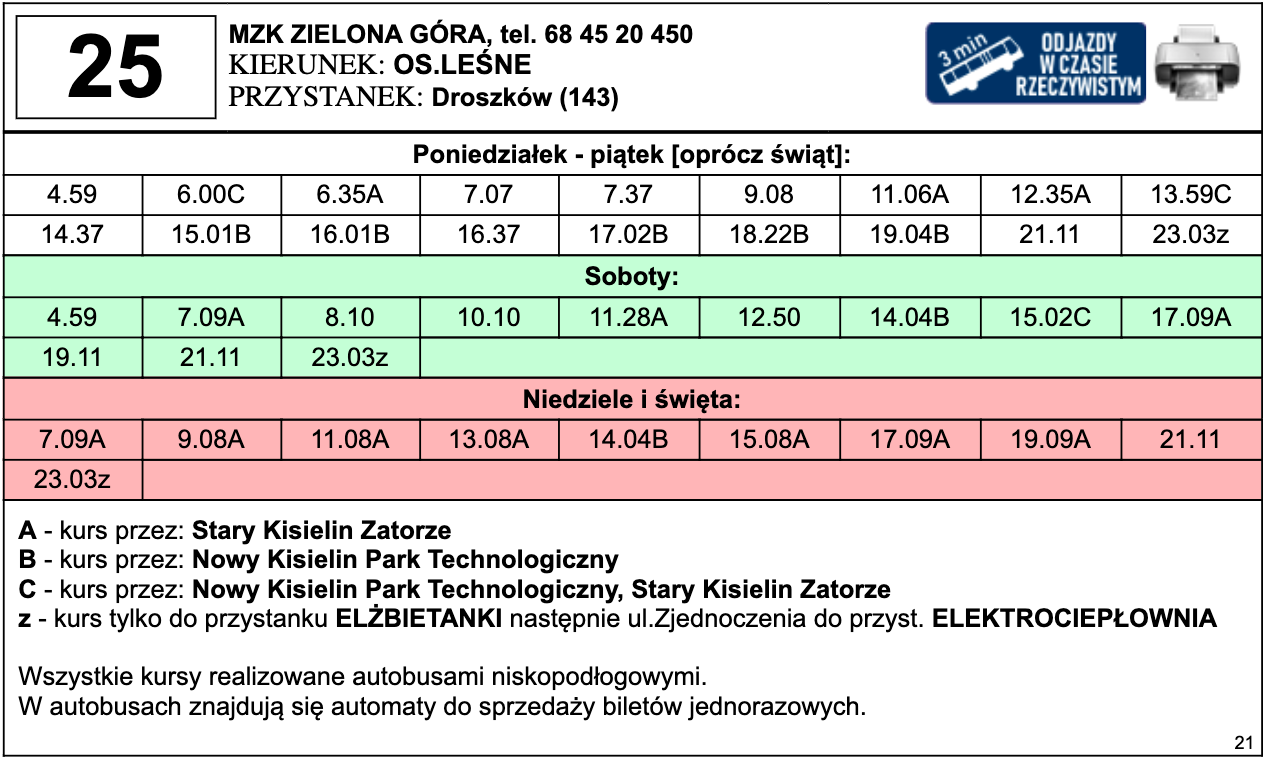 25
MZK ZIELONA GÓRA, tel. 68 45 20 450
KIERUNEK: OS.LEŚNE
PRZYSTANEK: Droszków (143)
3 min
ODJAZDY
W CZASIE
RZECZYWISTYM
Poniedziałek - piątek [oprócz świąt]:
4.59 6.00C 6.35A 7.07 7.37 9.08 11.06A 12.35A 13.59C
14.37 15.01B 16.01B 16.37 17.02B 18.22B 19.04B 21.11 23.03z
Soboty:
4.59 7.09A 8.10 10.10 11.28A 12.50 14.04B 15.02C 17.09A
19.11 21.11 23.03z
Niedziele i święta:
7.09A 9.08A 11.08A 13.08A 14.04B 15.08A 17.09A 19.09A 21.11
23.03z
A - kurs przez: Stary Kisielin Zatorze
B - kurs przez: Nowy Kisielin Park Technologiczny
C - kurs przez: Nowy Kisielin Park Technologiczny, Stary Kisielin Zatorze
z - kurs tylko do przystanku ELŻBIETANKI następnie ul.Zjednoczenia do przyst. ELEKTROCIEPŁOWNIA
Wszystkie kursy realizowane autobusami niskopodłogowymi.
W autobusach znajdują się automaty do sprzedaży biletów jednorazowych.
21